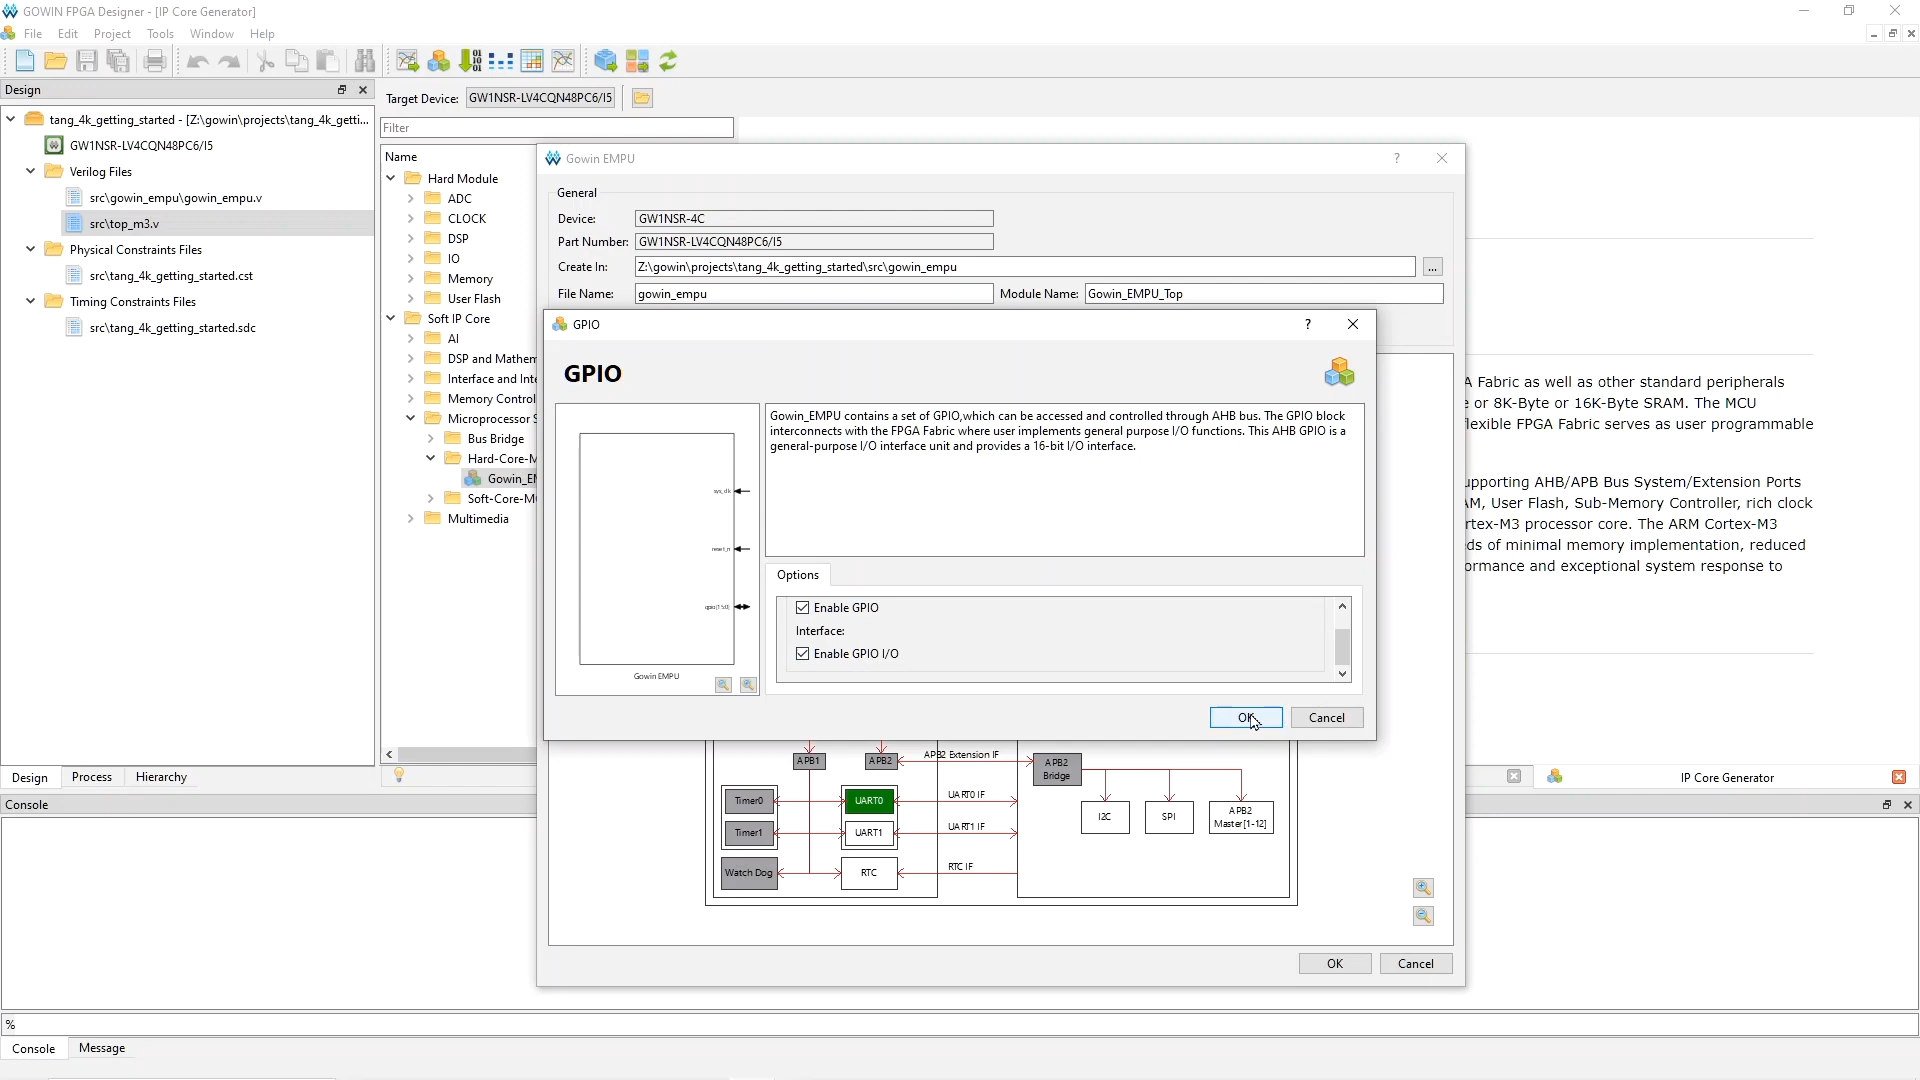 GOWIN FPGA Designer - [IP Core Generator]
File Edit Project Tools Window Help
Design
tang_4k_getting_started - [Z:\gowin\projects\tang_4k_getti...
GW1NSR-LV4CQN48PC6/I5
Verilog Files
src\gowin_empu\gowin_empu.v
src\top_m3.v
Physical Constraints Files
src\tang_4k_getting_started.cst
Timing Constraints Files
src\tang_4k_getting_started.sdc
Design Process Hierarchy
Target Device: GW1NSR-LV4CQN48PC6/I5
Filter
Name
Hard Module
ADC
CLOCK
DSP
IO
Memory
User Flash
Soft IP Core
AI
DSP and Mathem
Interface and Inte
Memory Control
Microprocessor S
Bus Bridge
Hard-Core-M
Gowin_EM
Soft-Core-M
Multimedia
Gowin EMPU
?
General
Device: GW1NSR-4C
Part Number: GW1NSR-LV4CQN48PC6/I5
Create In: Z:\gowin\projects\tang_4k_getting_started\src\gowin_empu
...
File Name: gowin_empu Module Name: Gowin_EMPU_Top
GPIO
?
GPIO
Gowin_EMPU contains a set of GPIO,which can be accessed and controlled through AHB bus. The GPIO block
interconnects with the FPGA Fabric where user implements general purpose I/O functions. This AHB GPIO is a
general-purpose I/O interface unit and provides a 16-bit I/O interface.
sys_clk
reset_n
gpio[15:0]
Gowin EMPU
Options
Enable GPIO
Interface:
Enable GPIO I/O
OK Cancel
APB1 APB2 APB2 Extension IF APB2
Bridge
Timer0 UART0 UART0 IF
I2C SPI APB2
Master[1-12]
Timer1 UART1 UART1 IF
Watch Dog RTC RTC IF
OK Cancel
A Fabric as well as other standard peripherals
e or 8K-Byte or 16K-Byte SRAM. The MCU
flexible FPGA Fabric serves as user programmable
upporting AHB/APB Bus System/Extension Ports
AM, User Flash, Sub-Memory Controller, rich clock
rtex-M3 processor core. The ARM Cortex-M3
ds of minimal memory implementation, reduced
ormance and exceptional system response to
IP Core Generator
Console
%
Console Message